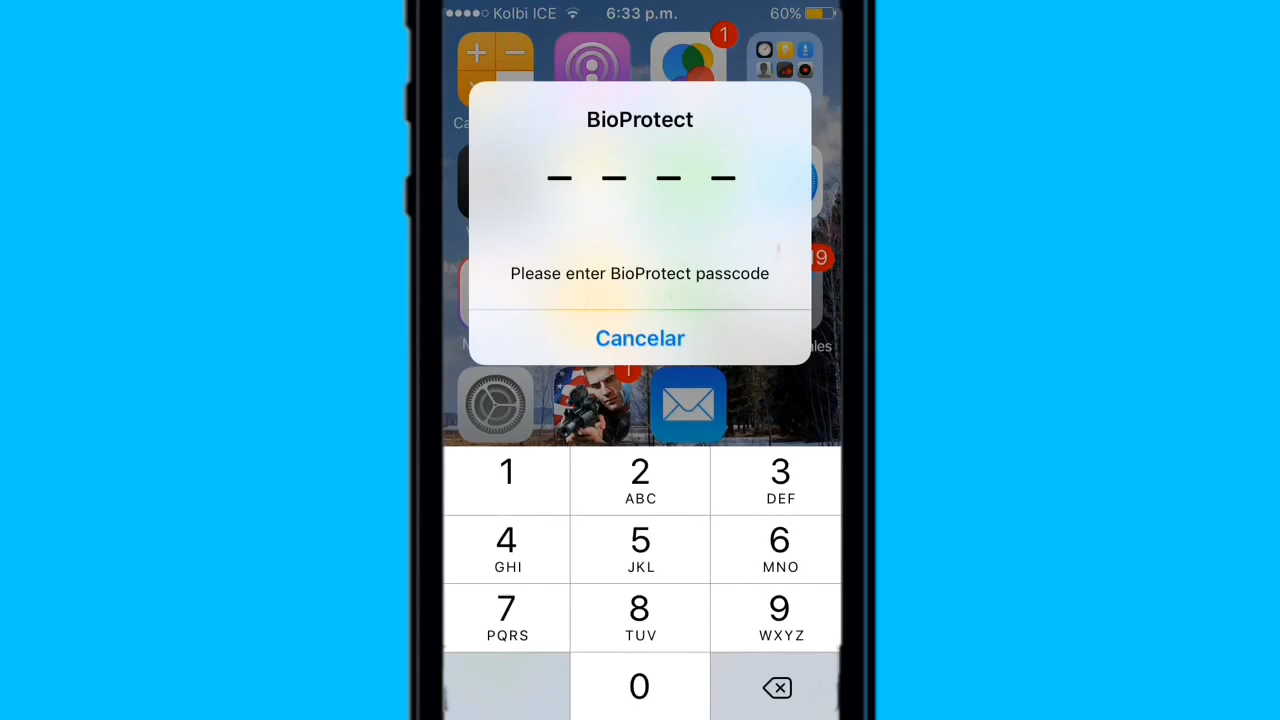 Kolbi ICE 6:33 p.m. 60%
1
BioProtect
Please enter BioProtect passcode
9
Cancelar
1
1 2 3
ABC DEF
4 5 6
GHI JKL MNO
7 8 9
PQRS TUV WXYZ
0